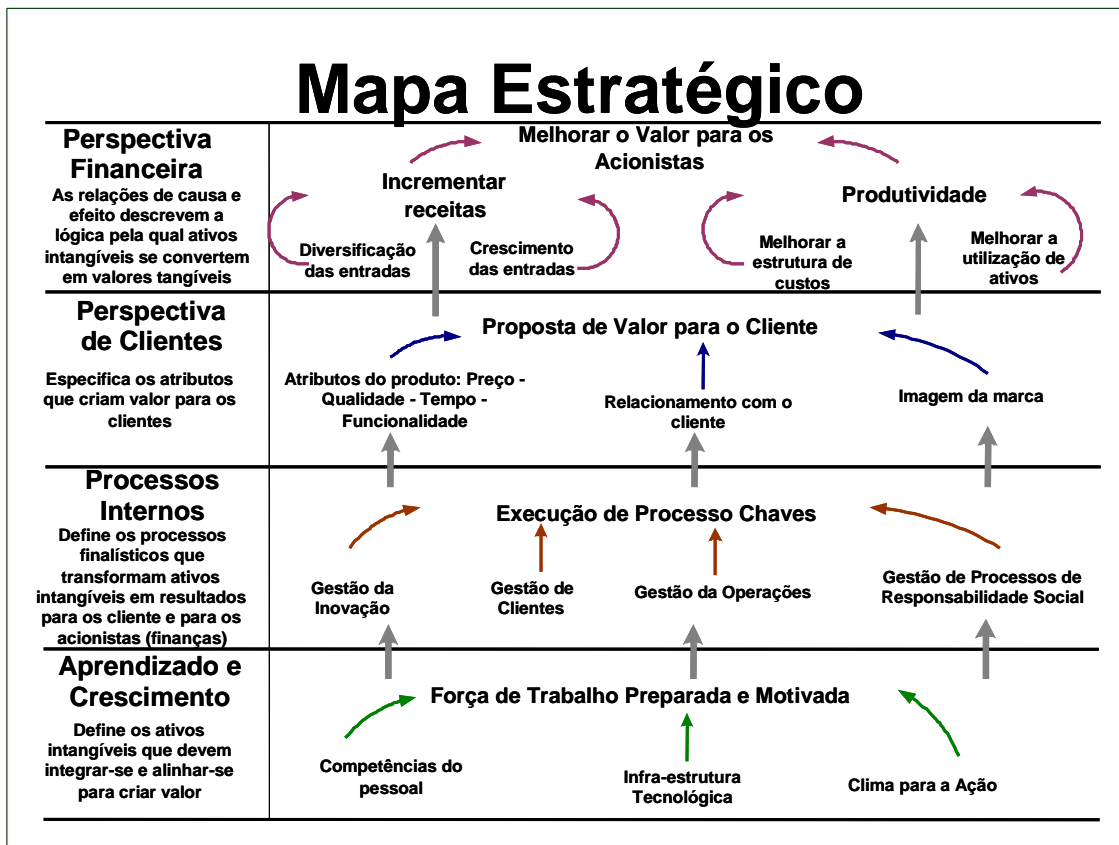 Mapa Estratégico
Perspectiva
Financeira
As relações de causa e
efeito descrevem a
lógica pela qual ativos
intangíveis se convertem
em valores tangíveis
Melhorar o Valor para os
Acionistas
Incrementar
receitas
Produtividade
Diversificação
das entradas
Crescimento
das entradas
Melhorar a
estrutura de
custos
Melhorar a
utilização de
ativos
Perspectiva
de Clientes
Especifica os atributos
que criam valor para os
clientes
Proposta de Valor para o Cliente
Atributos do produto: Preço -
Qualidade - Tempo -
Funcionalidade
Relacionamento com o
cliente
Imagem da marca
Processos
Internos
Define os processos
finalísticos que
transformam ativos
intangíveis em resultados
para os cliente e para os
acionistas (finanças)
Execução de Processo Chaves
Gestão da
Inovação
Gestão de
Clientes
Gestão da Operações
Gestão de Processos de
Responsabilidade Social
Aprendizado e
Crescimento
Define os ativos
intangíveis que devem
integrar-se e alinhar-se
para criar valor
Força de Trabalho Preparada e Motivada
Competências do
pessoal
Infra-estrutura
Tecnológica
Clima para a Ação